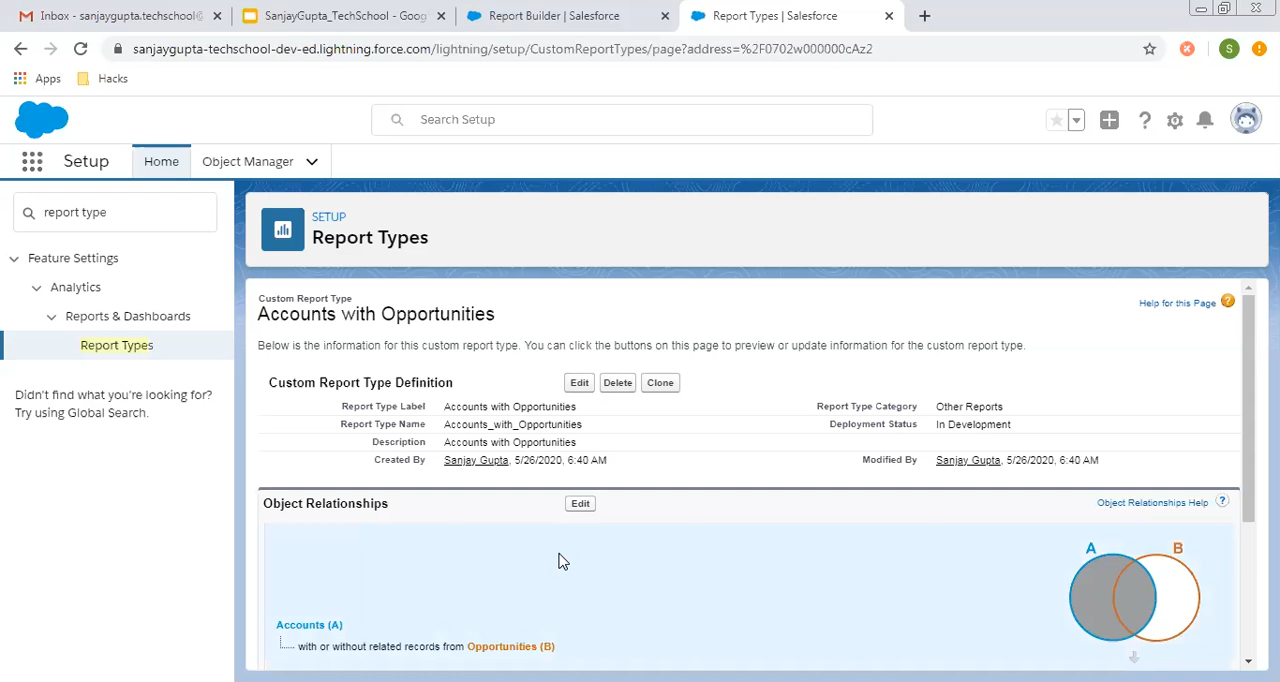 Inbox - sanjaygupta.techschool@
SanjayGupta_TechSchool - Goog
Report Builder | Salesforce
Report Types | Salesforce
sanjaygupta-techschool-dev-ed.lightning.force.com/lightning/setup/CustomReportTypes/page?address=%2F0702w000000cAz2
S
Apps
Hacks
Search Setup
Setup
Home
Object Manager
report type
Feature Settings
Analytics
Reports & Dashboards
Report Types
Didn't find what you're looking for?
Try using Global Search.
SETUP
Report Types
Custom Report Type
Accounts with Opportunities
Help for this Page ?
Below is the information for this custom report type. You can click the buttons on this page to preview or update information for the custom report type.
Custom Report Type Definition Edit Delete Clone
Report Type Label Accounts with Opportunities Report Type Category Other Reports
Report Type Name Accounts_with_Opportunities Deployment Status In Development
Description Accounts with Opportunities
Created By Sanjay Gupta, 5/26/2020, 6:40 AM Modified By Sanjay Gupta, 5/26/2020, 6:40 AM
Object Relationships Edit Object Relationships Help ?
A B
Accounts (A)
with or without related records from Opportunities (B)